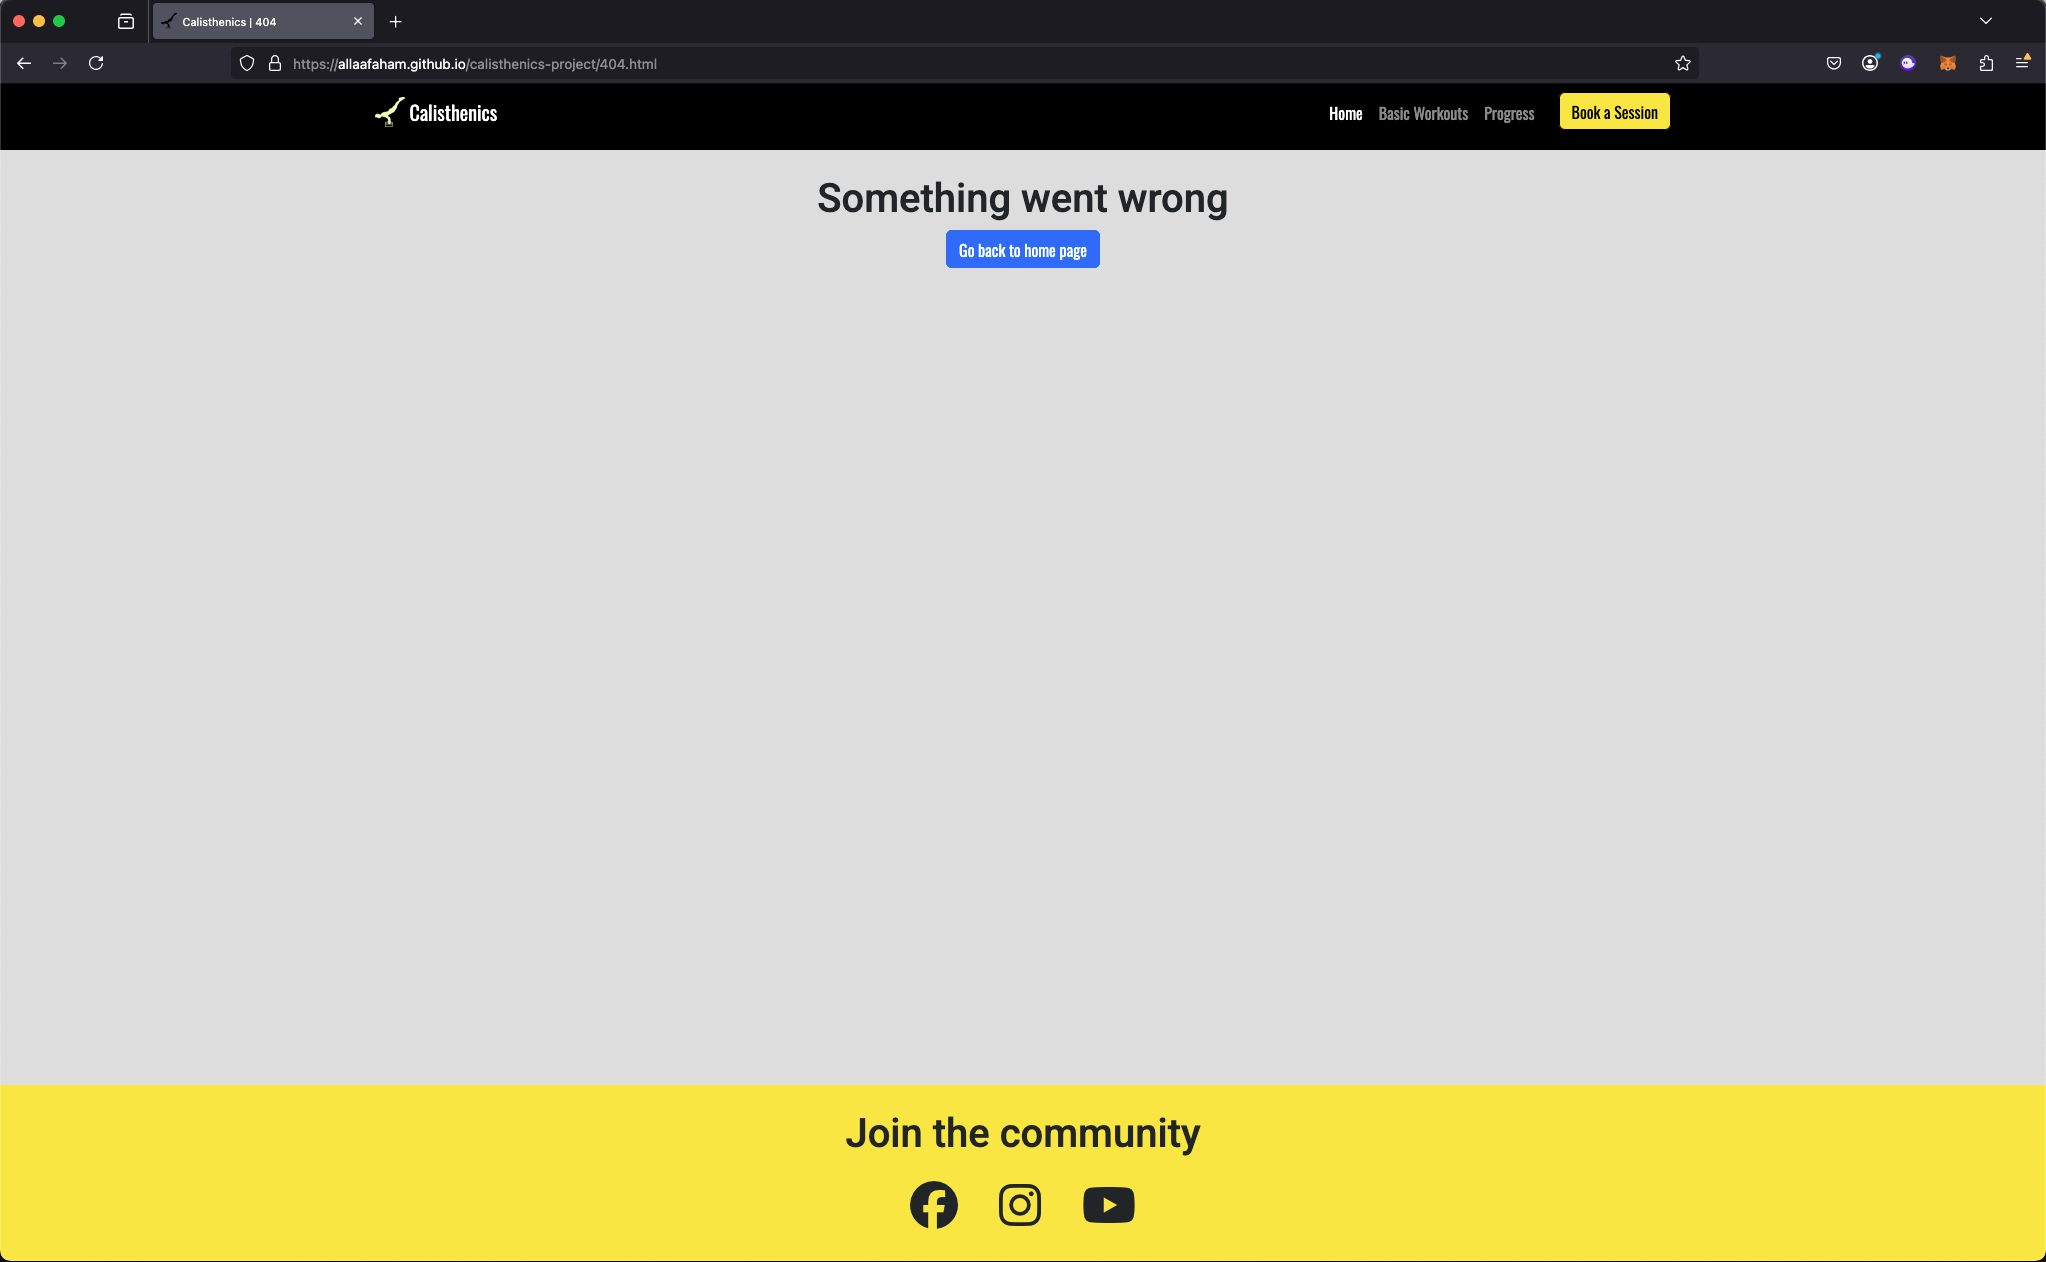 Calisthenics | 404
https://allaafaham.github.io/calisthenics-project/404.html
Calisthenics
Home
Basic Workouts
Progress
Book a Session
Something went wrong
Go back to home page
Join the community